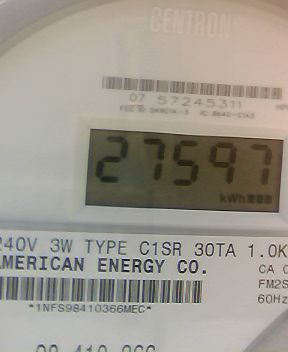 CENTRON®
07 57245311
27597
kWh
240V 3W TYPE C1SR 30TA 1.0K
AMERICAN ENERGY CO.
CA
*1NFS98410366MEC*
FM2S
60Hz